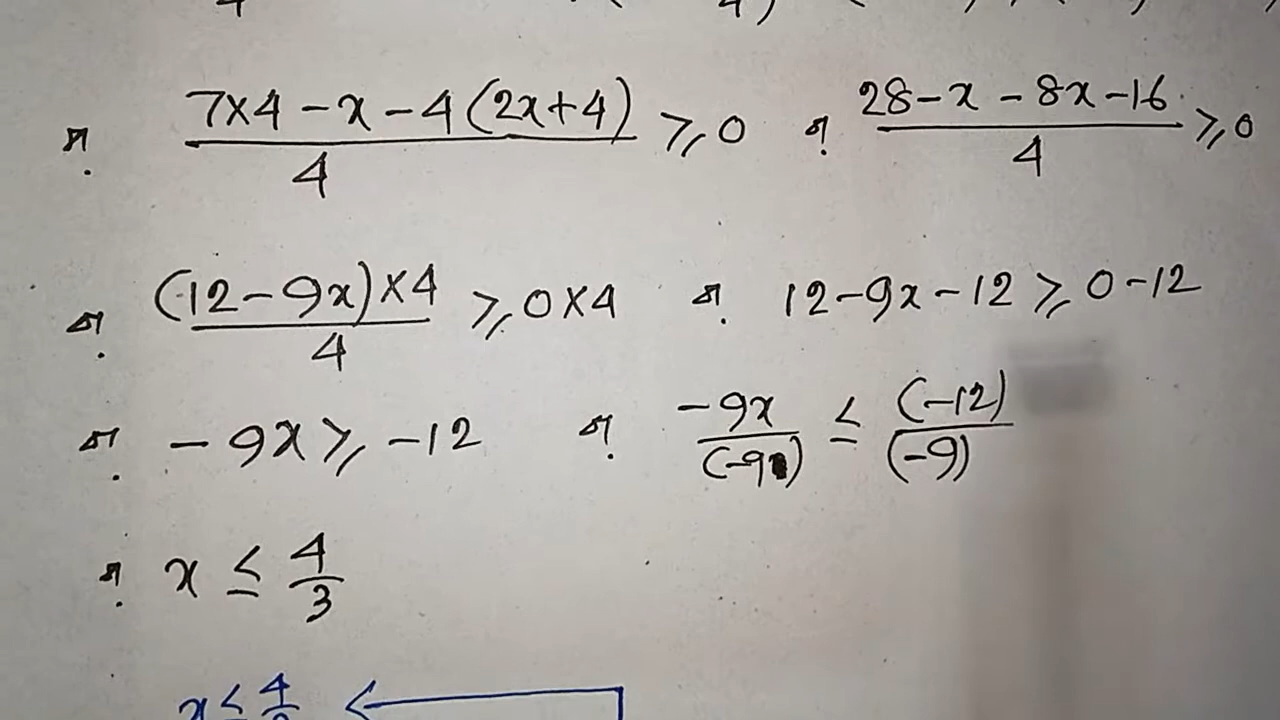 বা, (7×4 - x - 4(2x+4))/4 ≥ 0 বা, (28 - x - 8x - 16)/4 ≥ 0
বা, ((12 - 9x)×4)/4 ≥ 0×4 বা, 12 - 9x - 12 ≥ 0 - 12
বা, -9x ≥ -12 বা, -9x/(-9) ≤ (-12)/(-9)
বা, x ≤ 4/3